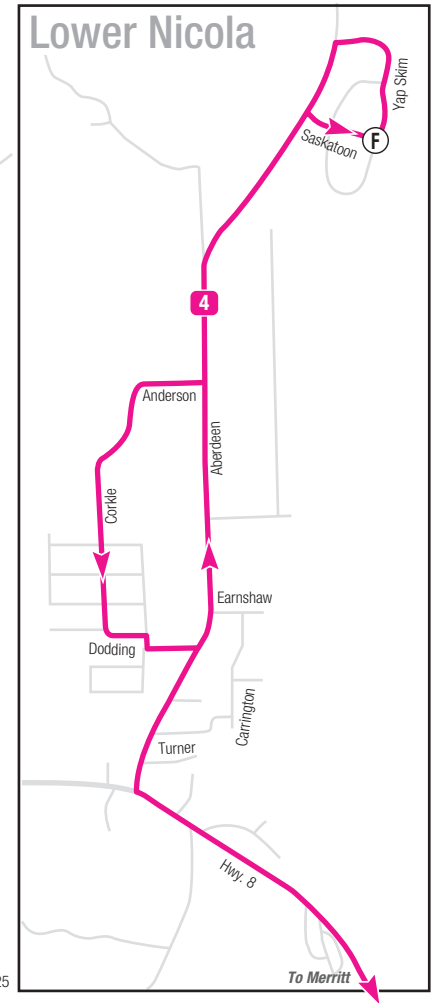 Lower Nicola
Yap Skim
Saskatoon
F
4
Anderson
Aberdeen
Corkle
Earnshaw
Dodding
Carrington
Turner
Hwy. 8
To Merritt
25